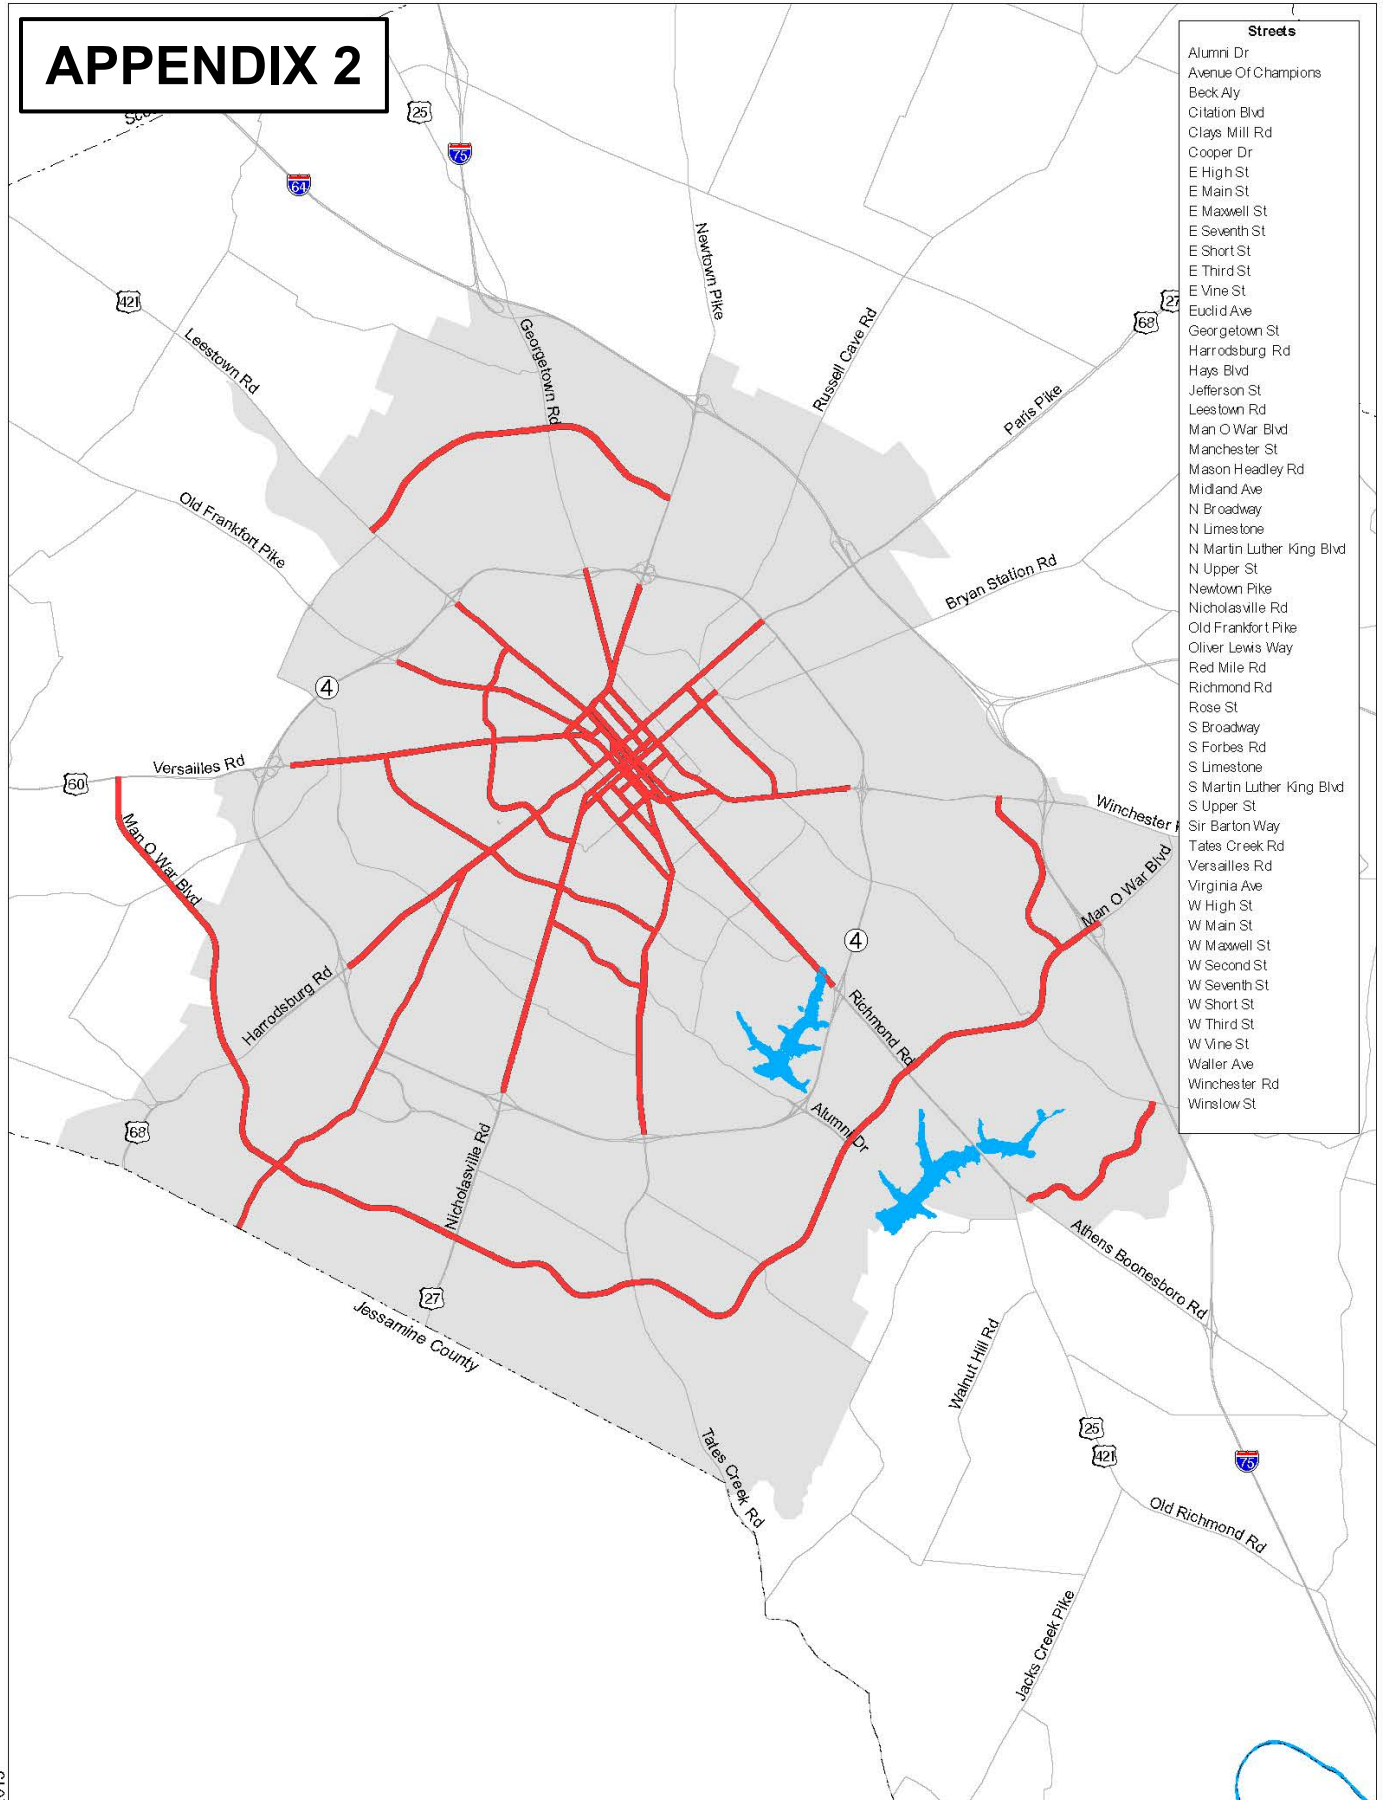 APPENDIX 2
25
75
64
Newtown Pike
421
27
68
Georgetown Rd
Leestown Rd
Russell Cave Rd
Paris Pike
Old Frankfort Pike
Bryan Station Rd
4
Versailles Rd
60
Winchester
Man O War Blvd
Man O War Blvd
4
Harrodsburg Rd
Richmond Rd
Alumni Dr
68
Nicholasville Rd
Athens Boonesboro Rd
27
Jessamine County
Walnut Hill Rd
25
421
75
Tates Creek Rd
Old Richmond Rd
Jacks Creek Pike
Streets
Alumni Dr
Avenue Of Champions
Beck Aly
Citation Blvd
Clays Mill Rd
Cooper Dr
E High St
E Main St
E Maxwell St
E Seventh St
E Short St
E Third St
E Vine St
Euclid Ave
Georgetown St
Harrodsburg Rd
Hays Blvd
Jefferson St
Leestown Rd
Man O War Blvd
Manchester St
Mason Headley Rd
Midland Ave
N Broadway
N Limestone
N Martin Luther King Blvd
N Upper St
Newtown Pike
Nicholasville Rd
Old Frankfort Pike
Oliver Lewis Way
Red Mile Rd
Richmond Rd
Rose St
S Broadway
S Forbes Rd
S Limestone
S Martin Luther King Blvd
S Upper St
Sir Barton Way
Tates Creek Rd
Versailles Rd
Virginia Ave
W High St
W Main St
W Maxwell St
W Second St
W Seventh St
W Short St
W Third St
W Vine St
Waller Ave
Winchester Rd
Winslow St